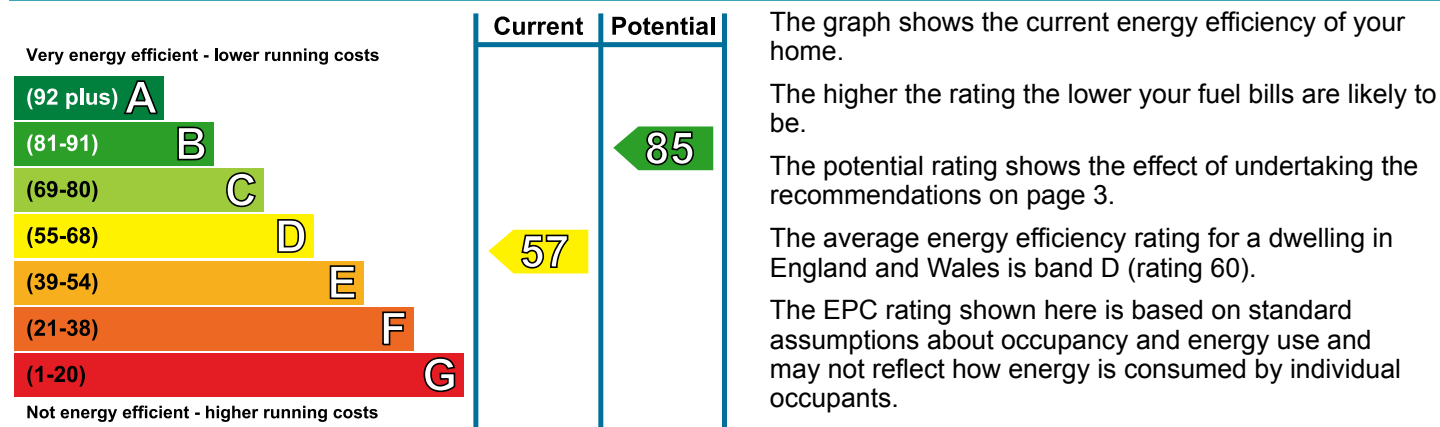 Current Potential
Very energy efficient - lower running costs
(92 plus) A
(81-91) B
85
(69-80) C
(55-68) D
57
(39-54) E
(21-38) F
(1-20) G
Not energy efficient - higher running costs
The graph shows the current energy efficiency of your
home.
The higher the rating the lower your fuel bills are likely to
be.
The potential rating shows the effect of undertaking the
recommendations on page 3.
The average energy efficiency rating for a dwelling in
England and Wales is band D (rating 60).
The EPC rating shown here is based on standard
assumptions about occupancy and energy use and
may not reflect how energy is consumed by individual
occupants.